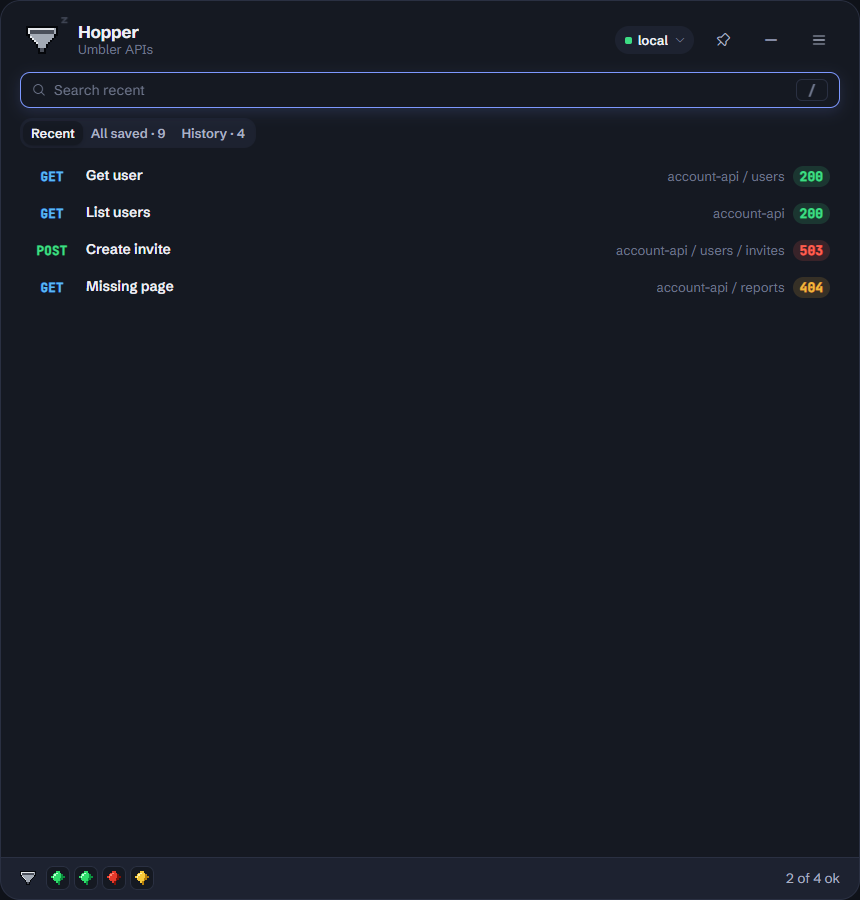 z
Hopper
Umbler APIs
local
Search recent
/
Recent All saved · 9 History · 4
GET Get user account-api / users 200
GET List users account-api 200
POST Create invite account-api / users / invites 503
GET Missing page account-api / reports 404
2 of 4 ok